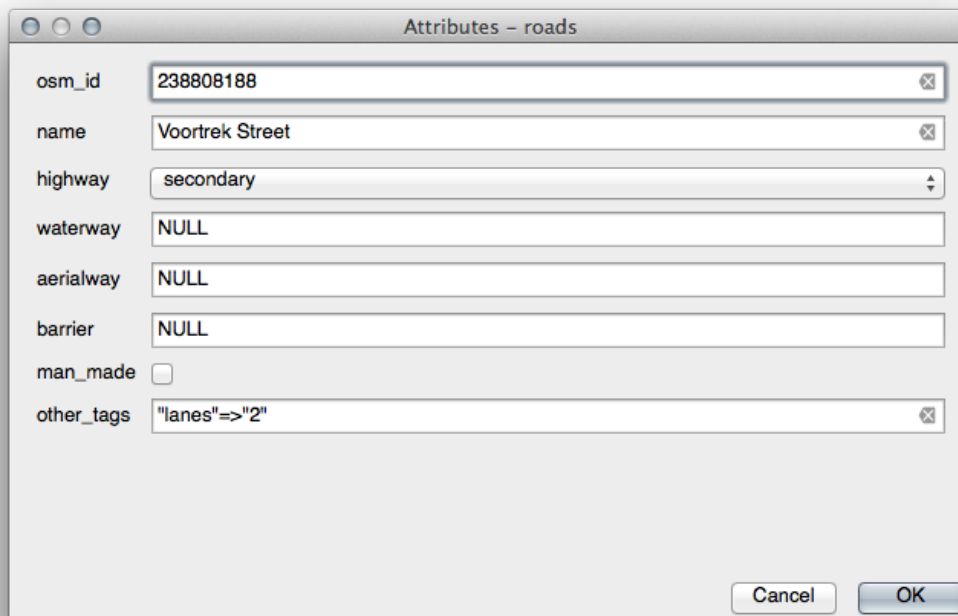 Attributes – roads
osm_id 238808188
name Voortrek Street
highway secondary
waterway NULL
aerialway NULL
barrier NULL
man_made
other_tags "lanes"=>"2"
Cancel OK